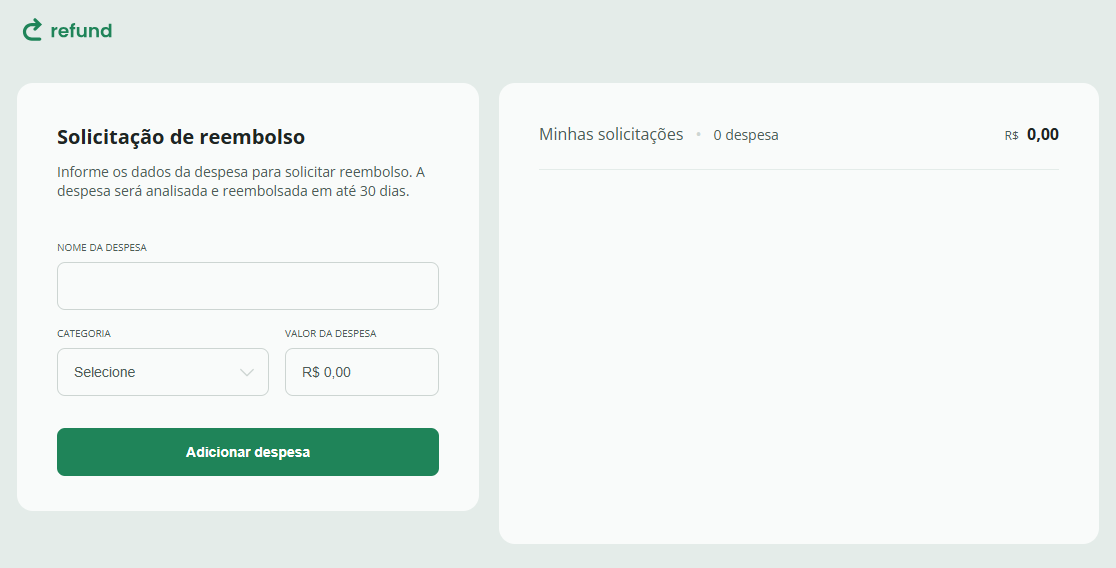 refund
Solicitação de reembolso
Informe os dados da despesa para solicitar reembolso. A
despesa será analisada e reembolsada em até 30 dias.
NOME DA DESPESA
CATEGORIA
VALOR DA DESPESA
Selecione
R$ 0,00
Adicionar despesa
Minhas solicitações • 0 despesa
R$ 0,00